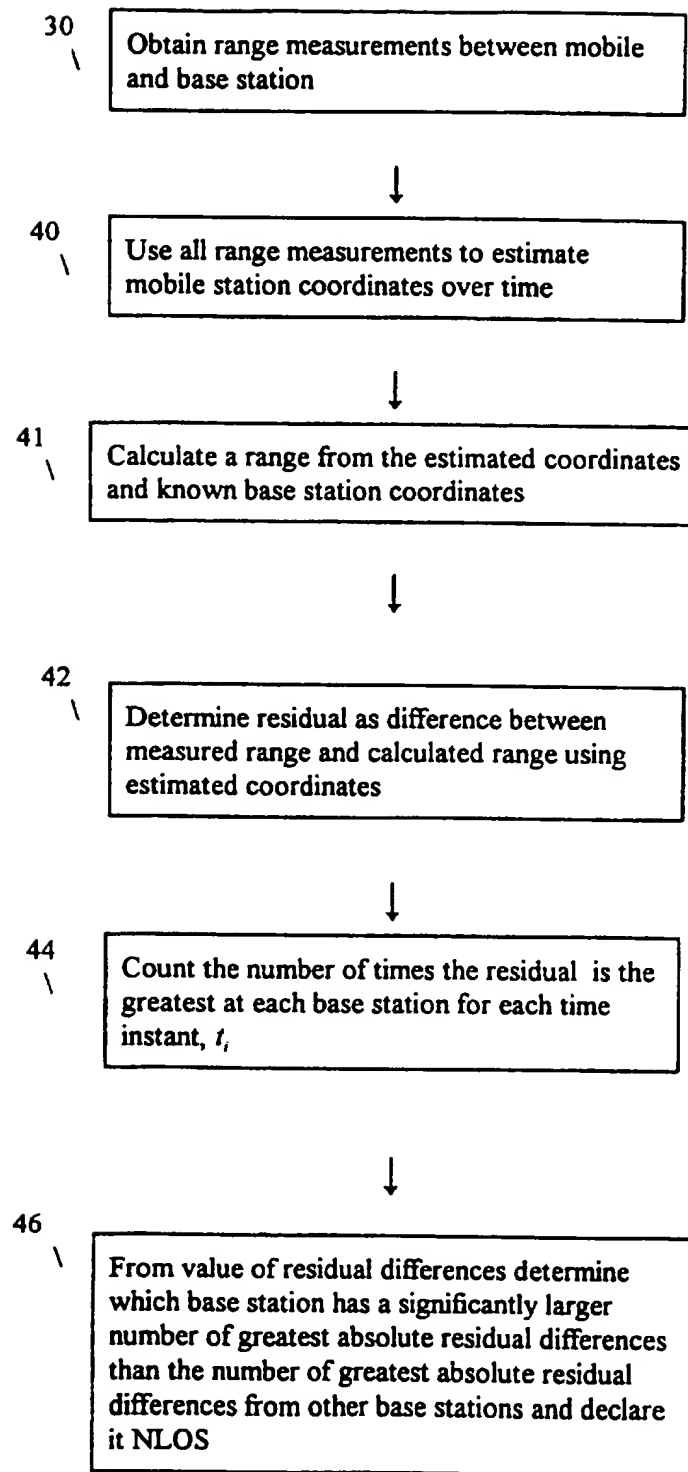 30
Obtain range measurements between mobile
and base station
40
Use all range measurements to estimate
mobile station coordinates over time
41
Calculate a range from the estimated coordinates
and known base station coordinates
42
Determine residual as difference between
measured range and calculated range using
estimated coordinates
44
Count the number of times the residual is the
greatest at each base station for each time
instant, tᵢ
46
From value of residual differences determine
which base station has a significantly larger
number of greatest absolute residual differences
than the number of greatest absolute residual
differences from other base stations and declare
it NLOS